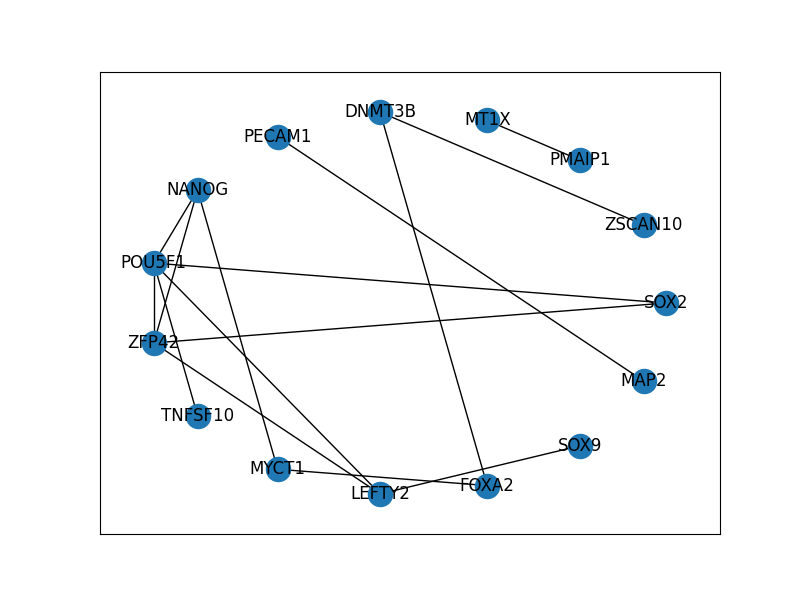 DNMT3B
MT1X
PECAM1
PMAIP1
NANOG
ZSCAN10
POU5F1
SOX2
ZFP42
MAP2
TNFSF10
SOX9
MYCT1
LEFTY2
FOXA2